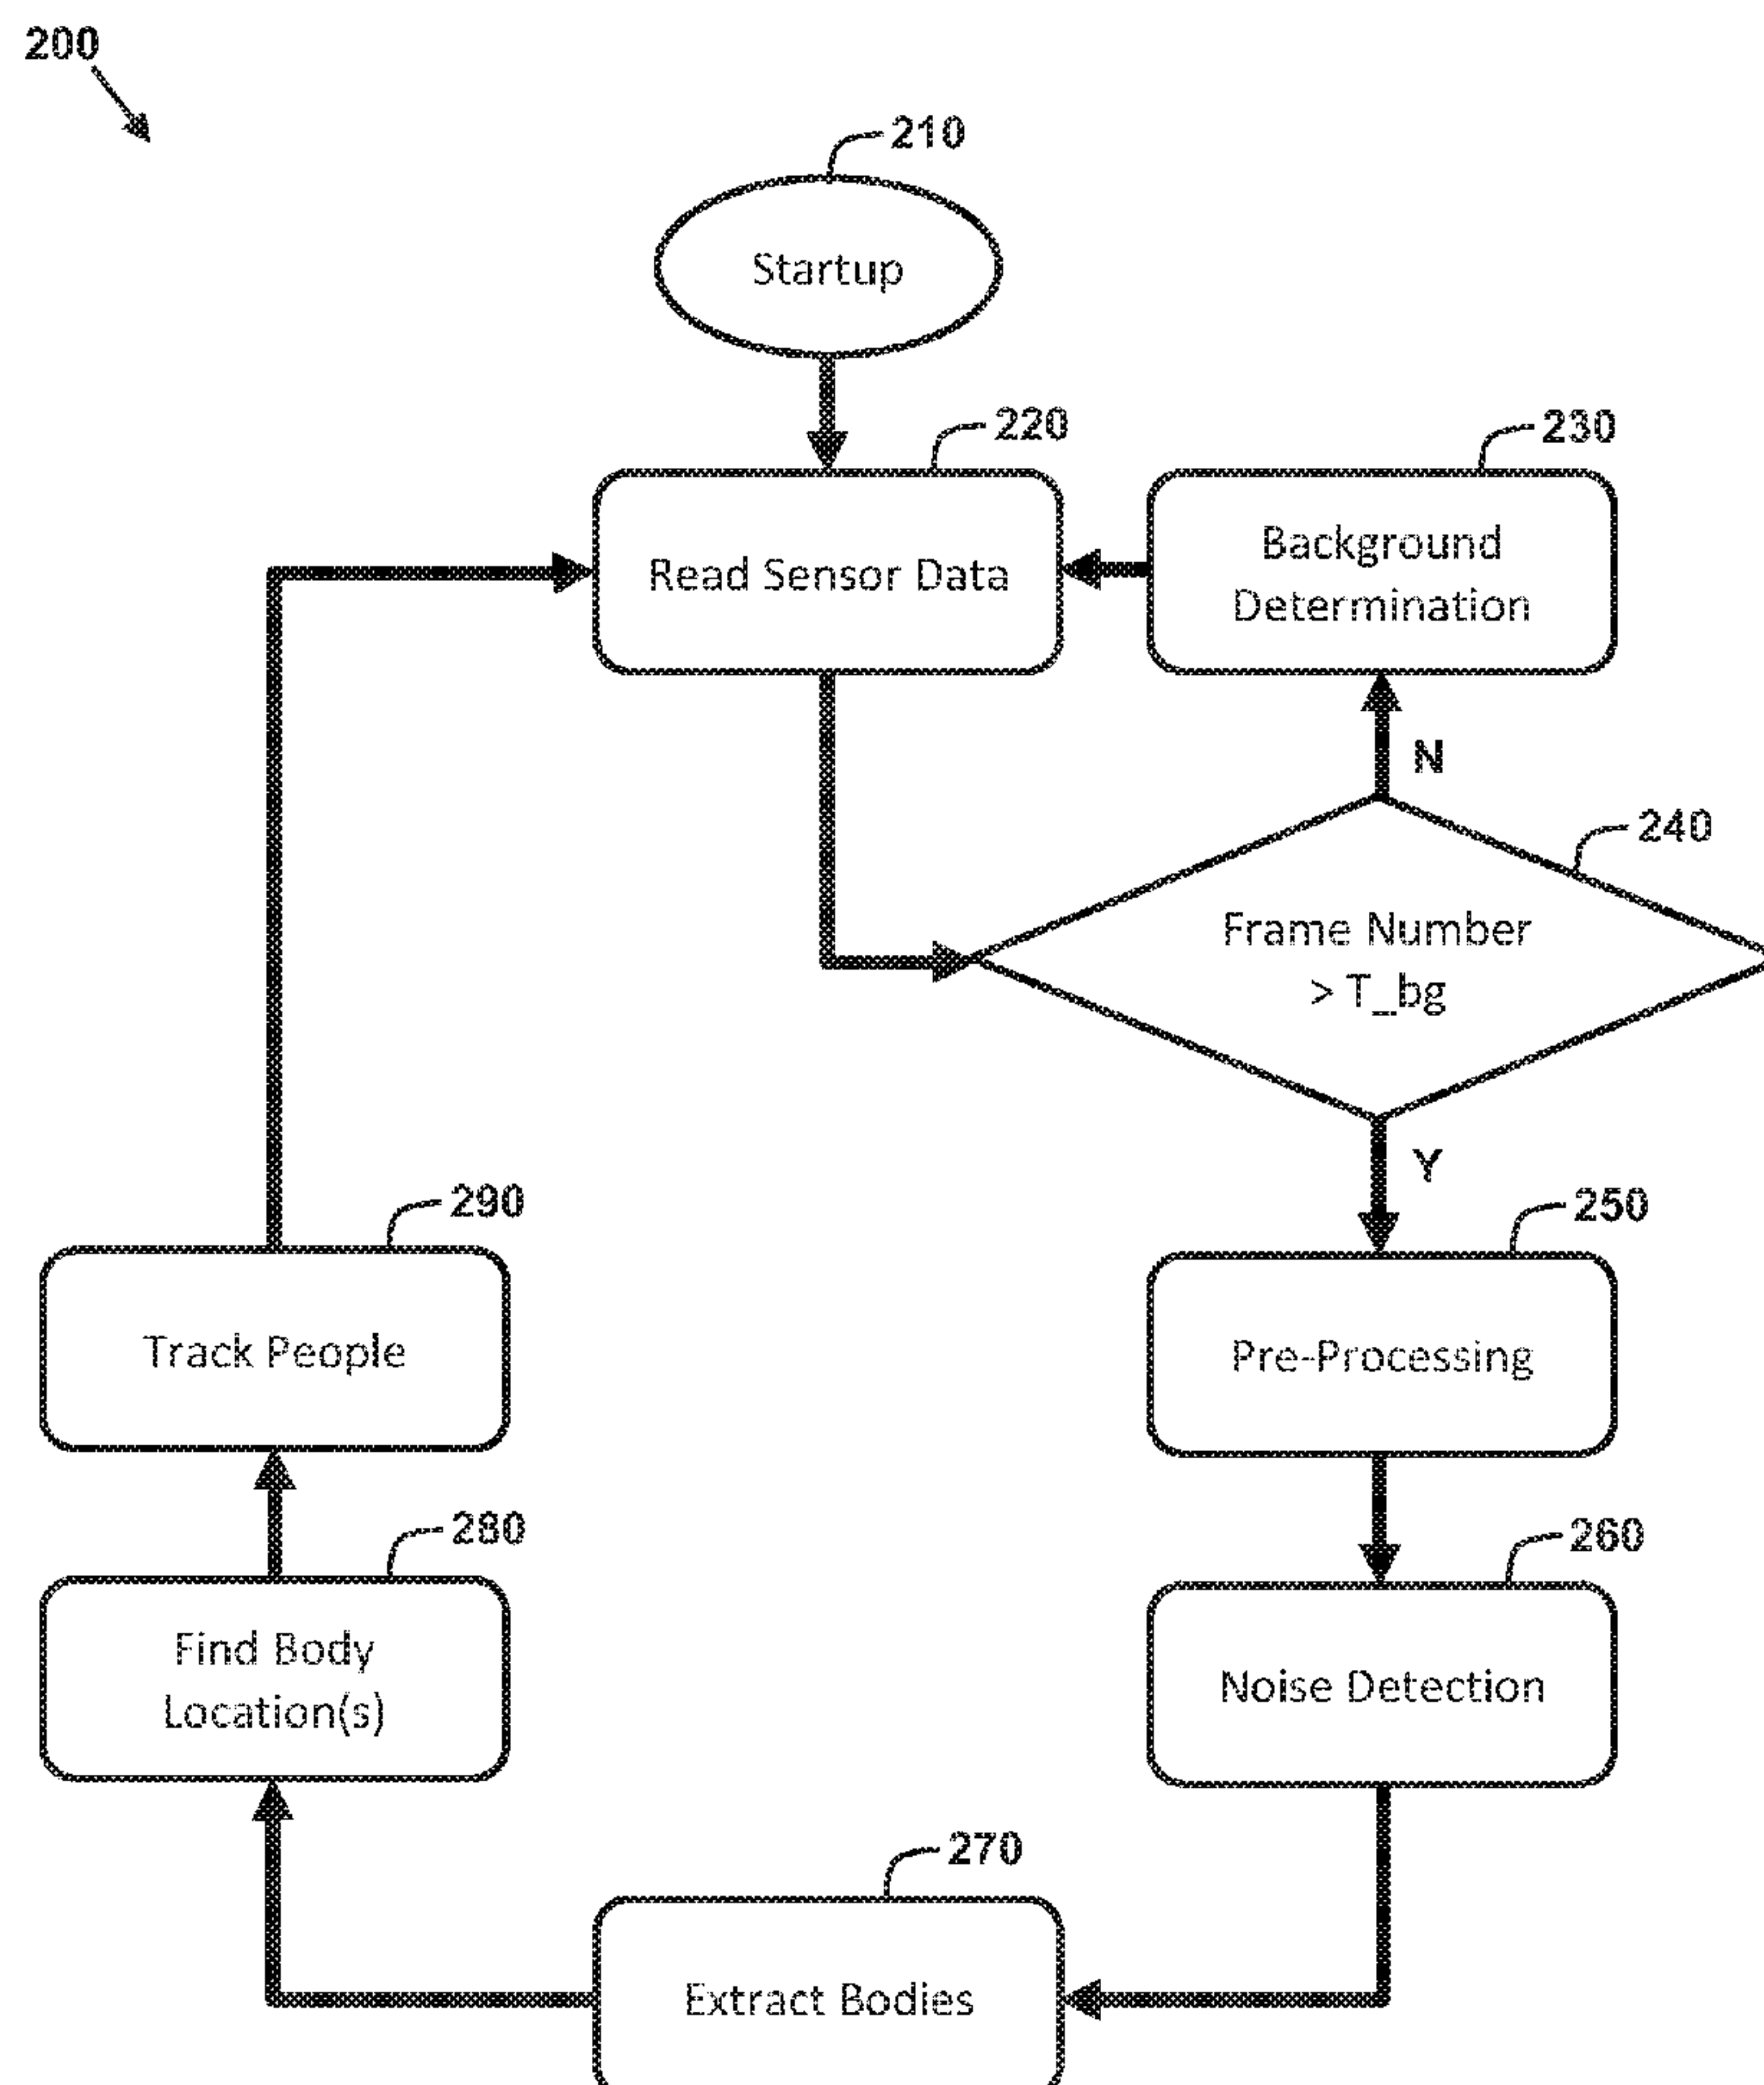 200
210
Startup
220
230
Read Sensor Data
Background
Determination
N
240
Frame Number
> T_bg
Y
290
250
Track People
Pre-Processing
280
260
Find Body
Location(s)
Noise Detection
270
Extract Bodies